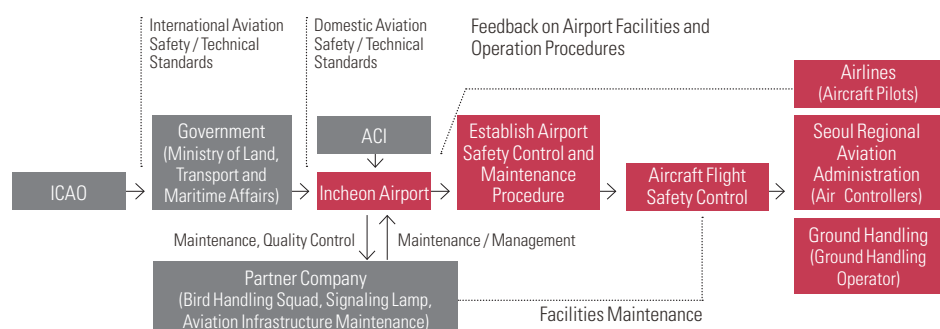 International Aviation
Safety / Technical
Standards
Domestic Aviation
Safety / Technical
Standards
Feedback on Airport Facilities and
Operation Procedures
Airlines
(Aircraft Pilots)
ICAO
Government
(Ministry of Land,
Transport and
Maritime Affairs)
ACI
Incheon Airport
Establish Airport
Safety Control and
Maintenance
Procedure
Aircraft Flight
Safety Control
Seoul Regional
Aviation
Administration
(Air Controllers)
Ground Handling
(Ground Handling
Operator)
Maintenance, Quality Control
Maintenance / Management
Partner Company
(Bird Handling Squad, Signaling Lamp,
Aviation Infrastructure Maintenance)
Facilities Maintenance